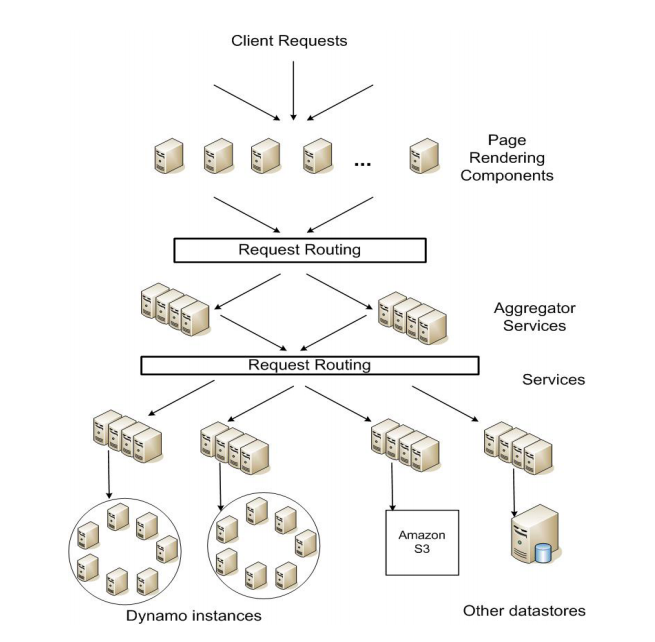 Client Requests
Page
Rendering
Components
...
Request Routing
Aggregator
Services
Request Routing
Services
Amazon
S3
Dynamo instances
Other datastores